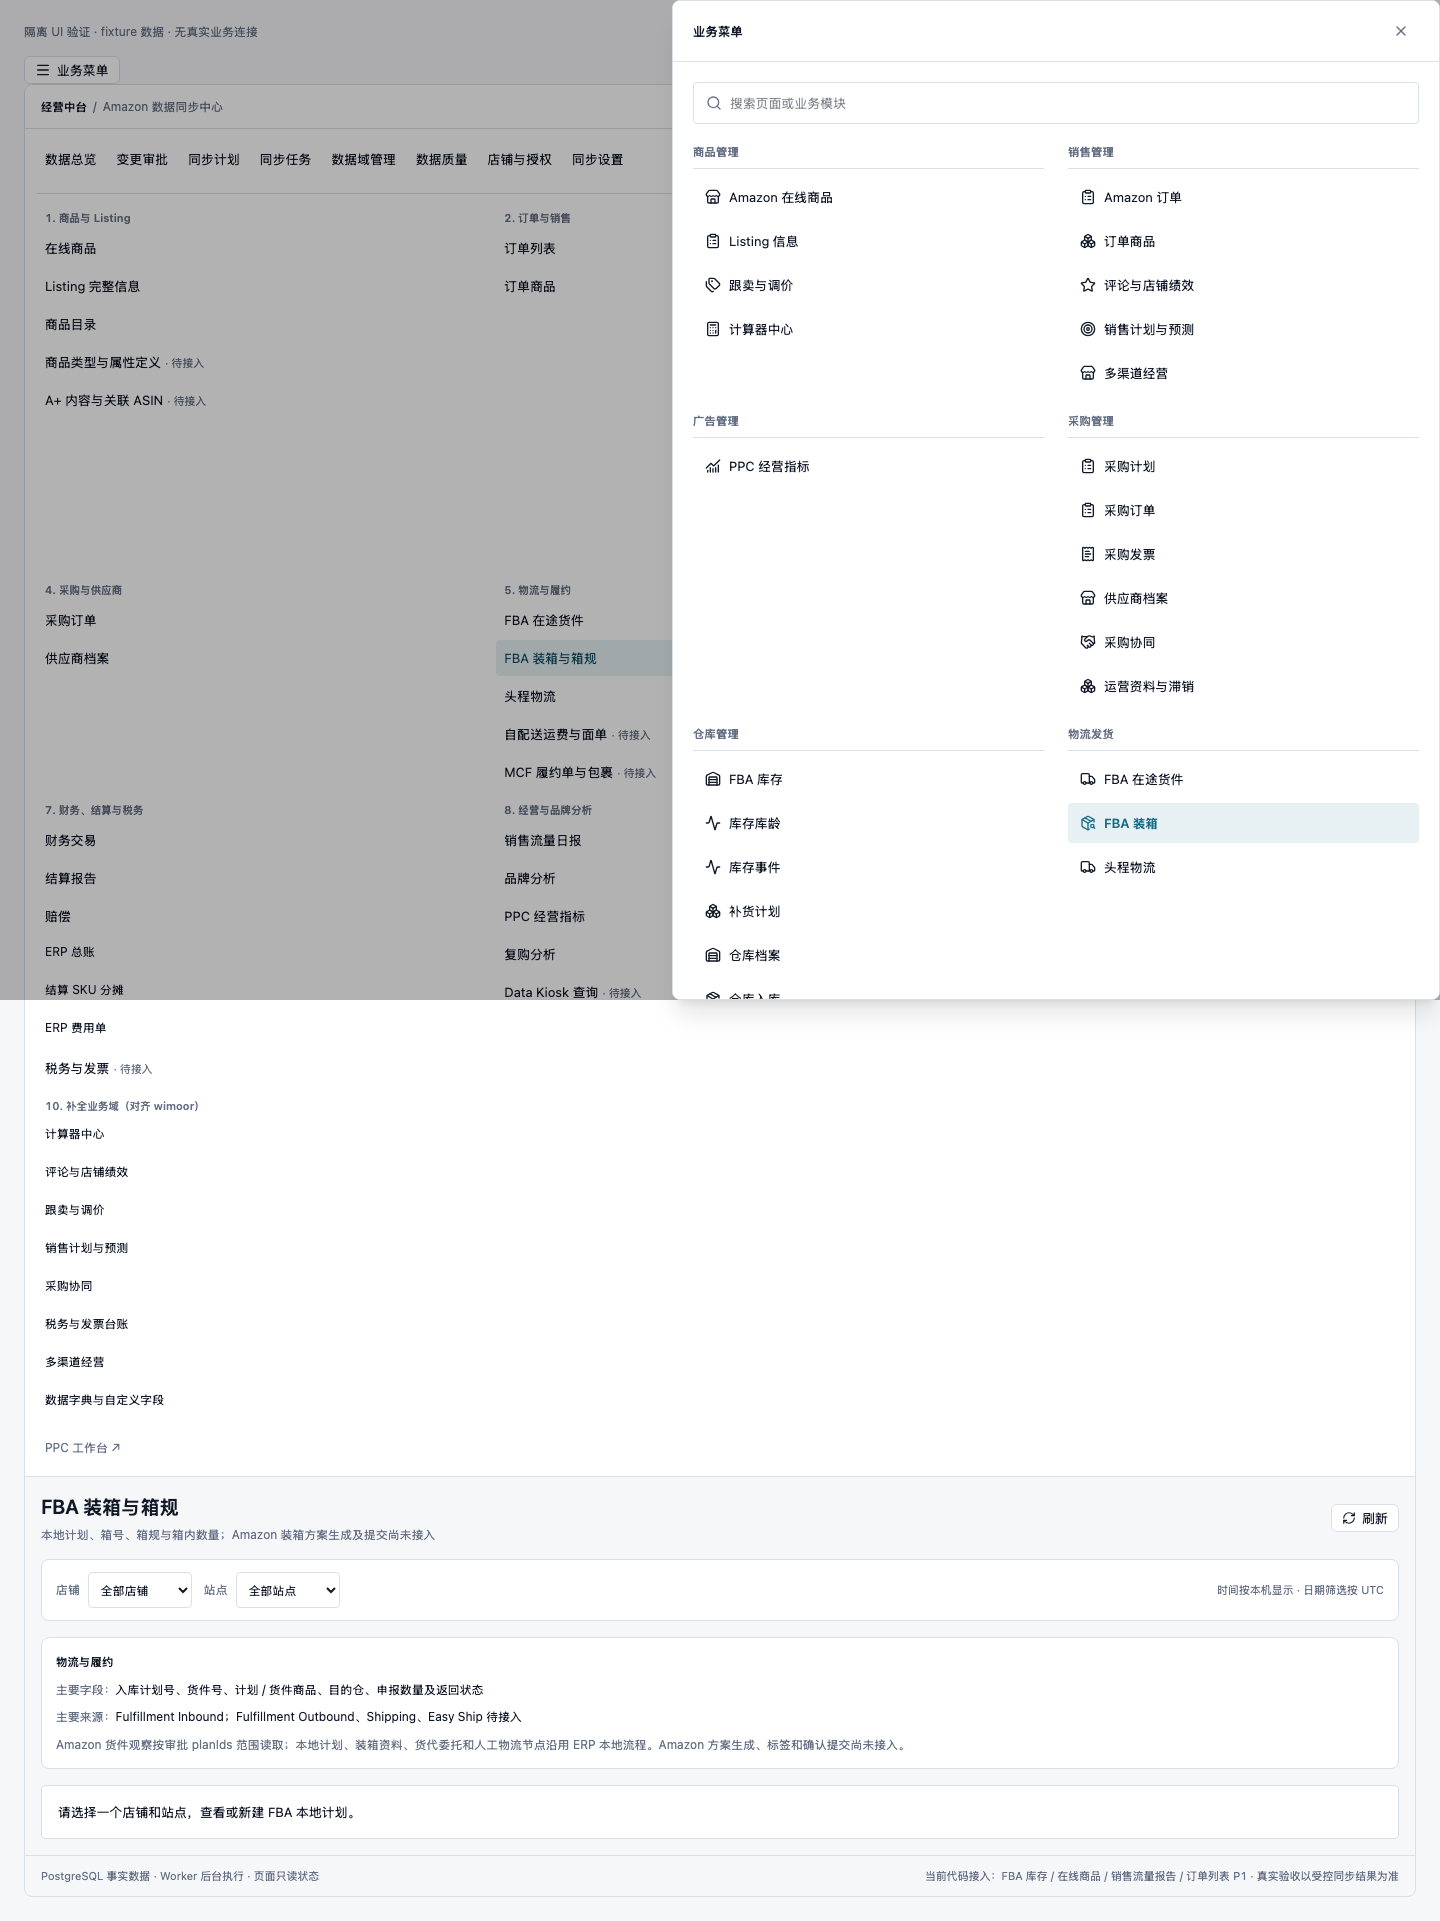 隔离 UI 验证 · fixture 数据 · 无真实业务连接
业务菜单
经营中台 / Amazon 数据同步中心
数据总览 变更审批 同步计划 同步任务 数据域管理 数据质量 店铺与授权 同步设置
1. 商品与 Listing
在线商品
Listing 完整信息
商品目录
商品类型与属性定义 · 待接入
A+ 内容与关联 ASIN · 待接入
2. 订单与销售
订单列表
订单商品
4. 采购与供应商
采购订单
供应商档案
5. 物流与履约
FBA 在途货件
FBA 装箱与箱规
头程物流
自配送运费与面单 · 待接入
MCF 履约单与包裹 · 待接入
7. 财务、结算与税务
财务交易
结算报告
赔偿
ERP 总账
结算 SKU 分摊
ERP 费用单
税务与发票 · 待接入
8. 经营与品牌分析
销售流量日报
品牌分析
PPC 经营指标
复购分析
Data Kiosk 查询 · 待接入
10. 补全业务域（对齐 wimoor）
计算器中心
评论与店铺绩效
跟卖与调价
销售计划与预测
采购协同
税务与发票台账
多渠道经营
数据字典与自定义字段
PPC 工作台 ↗
业务菜单
搜索页面或业务模块
商品管理
Amazon 在线商品
Listing 信息
跟卖与调价
计算器中心
销售管理
Amazon 订单
订单商品
评论与店铺绩效
销售计划与预测
多渠道经营
广告管理
PPC 经营指标
采购管理
采购计划
采购订单
采购发票
供应商档案
采购协同
运营资料与滞销
仓库管理
FBA 库存
库存库龄
库存事件
补货计划
仓库档案
仓库入库
物流发货
FBA 在途货件
FBA 装箱
头程物流
FBA 装箱与箱规
本地计划、箱号、箱规与箱内数量；Amazon 装箱方案生成及提交尚未接入
刷新
店铺 全部店铺 站点 全部站点
时间按本机显示 · 日期筛选按 UTC
物流与履约
主要字段：入库计划号、货件号、计划 / 货件商品、目的仓、申报数量及返回状态
主要来源：Fulfillment Inbound；Fulfillment Outbound、Shipping、Easy Ship 待接入
Amazon 货件观察按审批 planIds 范围读取；本地计划、装箱资料、货代委托和人工物流节点沿用 ERP 本地流程。Amazon 方案生成、标签和确认提交尚未接入。
请选择一个店铺和站点，查看或新建 FBA 本地计划。
PostgreSQL 事实数据 · Worker 后台执行 · 页面只读状态
当前代码接入：FBA 库存 / 在线商品 / 销售流量报告 / 订单列表 P1 · 真实验收以受控同步结果为准